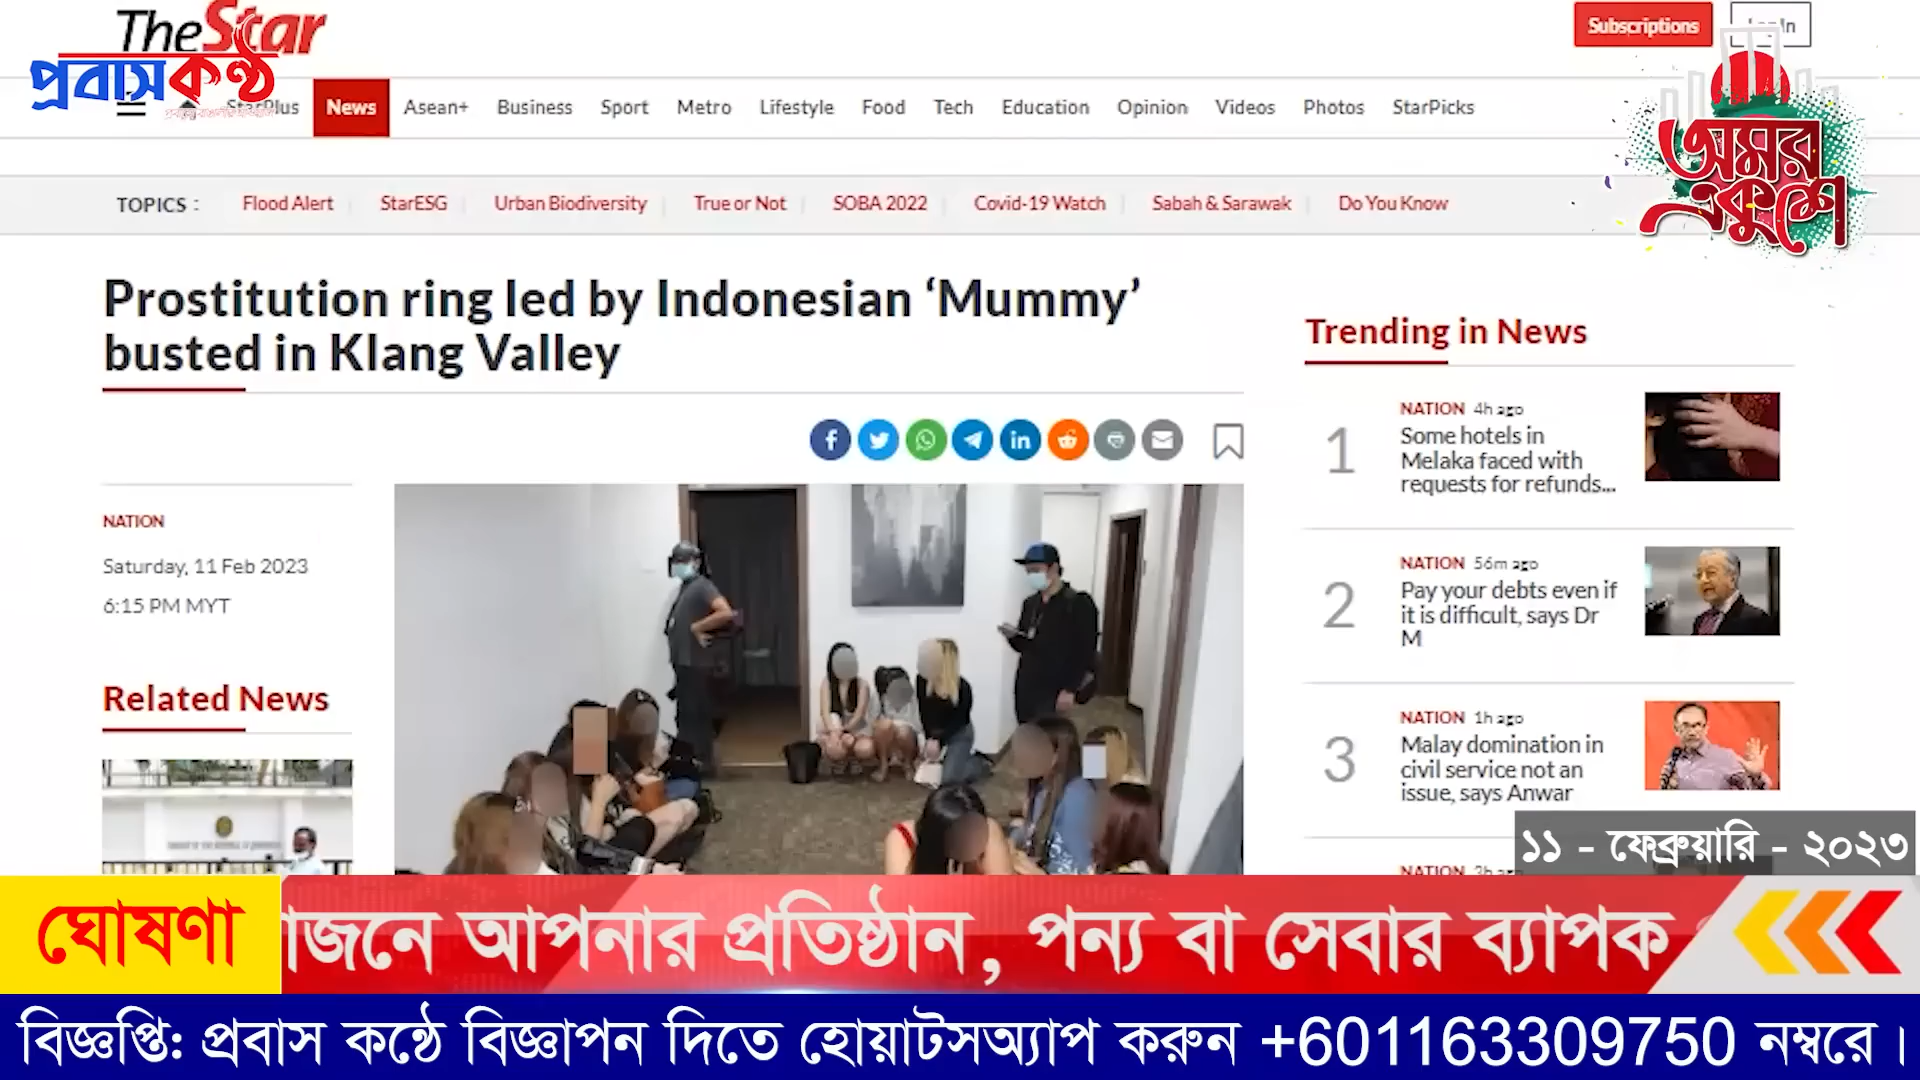 TheStar
প্রবাসকণ্ঠ
Subscriptions
StarPlus
News
Asean+
Business
Sport
Metro
Lifestyle
Food
Tech
Education
Opinion
Videos
Photos
StarPicks
অমর
একুশে
TOPICS :
Flood Alert
StarESG
Urban Biodiversity
True or Not
SOBA 2022
Covid-19 Watch
Sabah & Sarawak
Do You Know
Prostitution ring led by Indonesian ‘Mummy’
busted in Klang Valley
NATION
Saturday, 11 Feb 2023
6:15 PM MYT
Related News
Trending in News
1
NATION 4h ago
Some hotels in
Melaka faced with
requests for refunds...
2
NATION 56m ago
Pay your debts even if
it is difficult, says Dr
M
3
NATION 1h ago
Malay domination in
civil service not an
issue, says Anwar
NATION 3h ago
১১ - ফেব্রুয়ারি - ২০২৩
ঘোষণা
াজনে আপনার প্রতিষ্ঠান, পন্য বা সেবার ব্যাপক
বিজ্ঞপ্তি: প্রবাস কন্ঠে বিজ্ঞাপন দিতে হোয়াটসঅ্যাপ করুন +601163309750 নম্বরে।